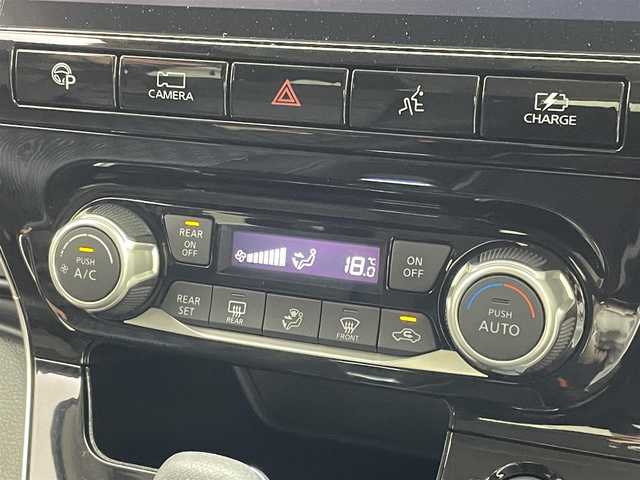 P
CAMERA
CHARGE
PUSH
A/C
REAR
ON
OFF
18.0
°C
ON
OFF
REAR
SET
REAR
FRONT
PUSH
AUTO